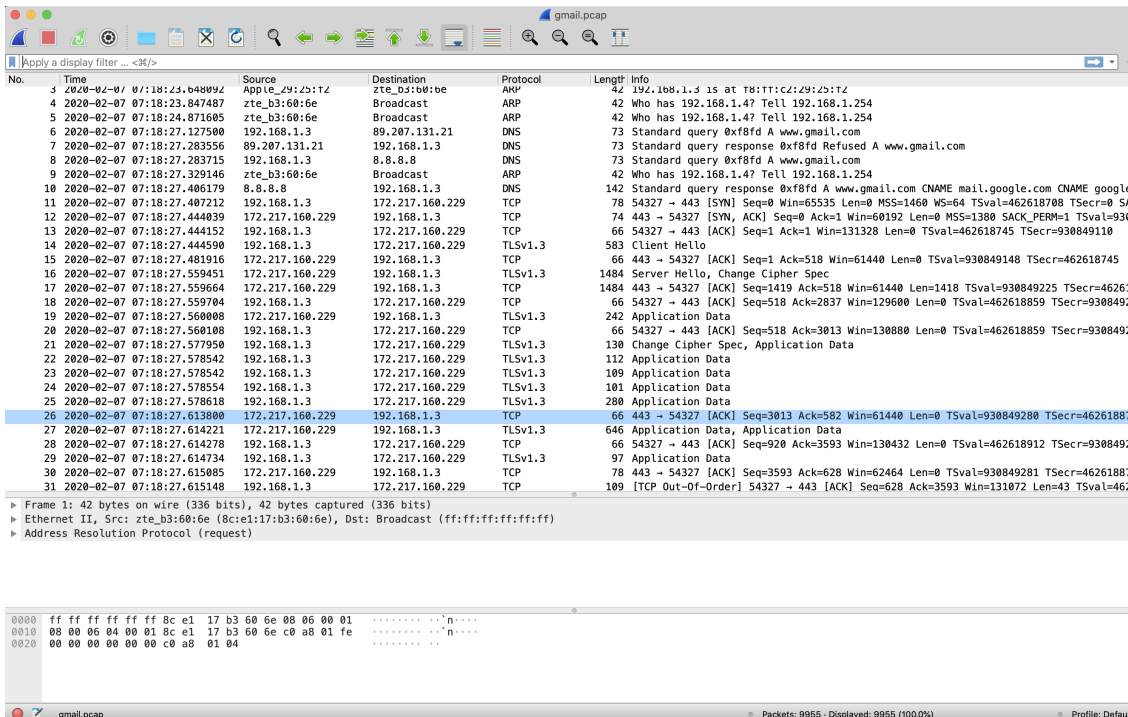 gmail.pcap
Apply a display filter ... <⌘/>
No. Time Source Destination Protocol Length Info
3 2020-02-07 07:18:23.648092 Apple_29:25:f2 zte_b3:60:6e ARP 42 192.168.1.3 is at f8:ff:c2:29:25:f2
4 2020-02-07 07:18:23.847487 zte_b3:60:6e Broadcast ARP 42 Who has 192.168.1.4? Tell 192.168.1.254
5 2020-02-07 07:18:24.871605 zte_b3:60:6e Broadcast ARP 42 Who has 192.168.1.4? Tell 192.168.1.254
6 2020-02-07 07:18:27.127500 192.168.1.3 89.207.131.21 DNS 73 Standard query 0xf8fd A www.gmail.com
7 2020-02-07 07:18:27.283556 89.207.131.21 192.168.1.3 DNS 73 Standard query response 0xf8fd Refused A www.gmail.com
8 2020-02-07 07:18:27.283715 192.168.1.3 8.8.8.8 DNS 73 Standard query 0xf8fd A www.gmail.com
9 2020-02-07 07:18:27.329146 zte_b3:60:6e Broadcast ARP 42 Who has 192.168.1.4? Tell 192.168.1.254
10 2020-02-07 07:18:27.406179 8.8.8.8 192.168.1.3 DNS 142 Standard query response 0xf8fd A www.gmail.com CNAME mail.google.com CNAME google
11 2020-02-07 07:18:27.407212 192.168.1.3 172.217.160.229 TCP 78 54327 → 443 [SYN] Seq=0 Win=65535 Len=0 MSS=1460 WS=64 TSval=462618708 TSecr=0 SA
12 2020-02-07 07:18:27.444039 172.217.160.229 192.168.1.3 TCP 74 443 → 54327 [SYN, ACK] Seq=0 Ack=1 Win=60192 Len=0 MSS=1380 SACK_PERM=1 TSval=930
13 2020-02-07 07:18:27.444152 192.168.1.3 172.217.160.229 TCP 66 54327 → 443 [ACK] Seq=1 Ack=1 Win=131328 Len=0 TSval=462618745 TSecr=930849110
14 2020-02-07 07:18:27.444590 192.168.1.3 172.217.160.229 TLSv1.3 583 Client Hello
15 2020-02-07 07:18:27.481916 172.217.160.229 192.168.1.3 TCP 66 443 → 54327 [ACK] Seq=1 Ack=518 Win=61440 Len=0 TSval=930849148 TSecr=462618745
16 2020-02-07 07:18:27.559451 172.217.160.229 192.168.1.3 TLSv1.3 1484 Server Hello, Change Cipher Spec
17 2020-02-07 07:18:27.559664 172.217.160.229 192.168.1.3 TCP 1484 443 → 54327 [ACK] Seq=1419 Ack=518 Win=61440 Len=1418 TSval=930849225 TSecr=46261
18 2020-02-07 07:18:27.559704 192.168.1.3 172.217.160.229 TCP 66 54327 → 443 [ACK] Seq=518 Ack=2837 Win=129600 Len=0 TSval=462618859 TSecr=930849
19 2020-02-07 07:18:27.560008 172.217.160.229 192.168.1.3 TLSv1.3 242 Application Data
20 2020-02-07 07:18:27.560108 192.168.1.3 172.217.160.229 TCP 66 54327 → 443 [ACK] Seq=518 Ack=3013 Win=130880 Len=0 TSval=462618859 TSecr=930849
21 2020-02-07 07:18:27.577950 192.168.1.3 172.217.160.229 TLSv1.3 130 Change Cipher Spec, Application Data
22 2020-02-07 07:18:27.578542 192.168.1.3 172.217.160.229 TLSv1.3 112 Application Data
23 2020-02-07 07:18:27.578542 192.168.1.3 172.217.160.229 TLSv1.3 109 Application Data
24 2020-02-07 07:18:27.578554 192.168.1.3 172.217.160.229 TLSv1.3 101 Application Data
25 2020-02-07 07:18:27.578618 192.168.1.3 172.217.160.229 TLSv1.3 280 Application Data
26 2020-02-07 07:18:27.613800 172.217.160.229 192.168.1.3 TCP 66 443 → 54327 [ACK] Seq=3013 Ack=582 Win=61440 Len=0 TSval=930849280 TSecr=46261887
27 2020-02-07 07:18:27.614221 172.217.160.229 192.168.1.3 TLSv1.3 646 Application Data, Application Data
28 2020-02-07 07:18:27.614278 192.168.1.3 172.217.160.229 TCP 66 54327 → 443 [ACK] Seq=920 Ack=3593 Win=130432 Len=0 TSval=462618912 TSecr=930849
29 2020-02-07 07:18:27.614734 192.168.1.3 172.217.160.229 TLSv1.3 97 Application Data
30 2020-02-07 07:18:27.615085 172.217.160.229 192.168.1.3 TCP 78 443 → 54327 [ACK] Seq=3593 Ack=628 Win=62464 Len=0 TSval=930849281 TSecr=46261887
31 2020-02-07 07:18:27.615148 192.168.1.3 172.217.160.229 TCP 109 [TCP Out-Of-Order] 54327 → 443 [ACK] Seq=628 Ack=3593 Win=131072 Len=43 TSval=462
Frame 1: 42 bytes on wire (336 bits), 42 bytes captured (336 bits)
Ethernet II, Src: zte_b3:60:6e (8c:e1:17:b3:60:6e), Dst: Broadcast (ff:ff:ff:ff:ff:ff)
Address Resolution Protocol (request)
0000 ff ff ff ff ff ff 8c e1 17 b3 60 6e 08 06 00 01 ········ ··`n····
0010 08 00 06 04 00 01 8c e1 17 b3 60 6e c0 a8 01 fe ········ ··`n····
0020 00 00 00 00 00 00 c0 a8 01 04 ········ ··
gmail.pcap Packets: 9955 · Displayed: 9955 (100.0%) Profile: Defau